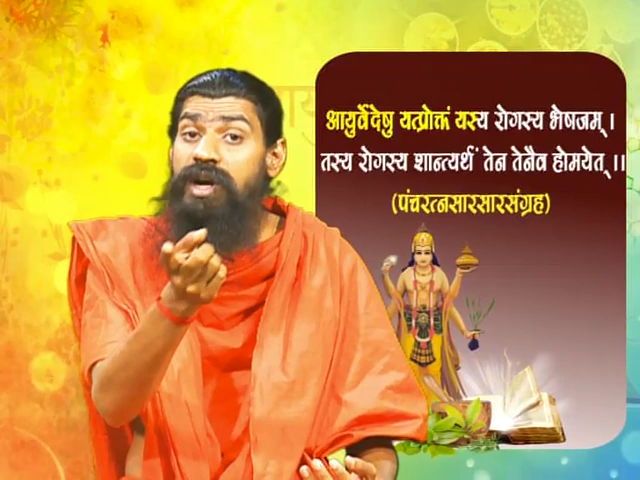 आयुर्वेदेषु यत्प्रोक्तं यस्य रोगस्य भेषजम् ।
तस्य रोगस्य शान्त्यर्थं तेन तेनैव होमयेत् ।।
(पंचरत्नसारसारसंग्रह)